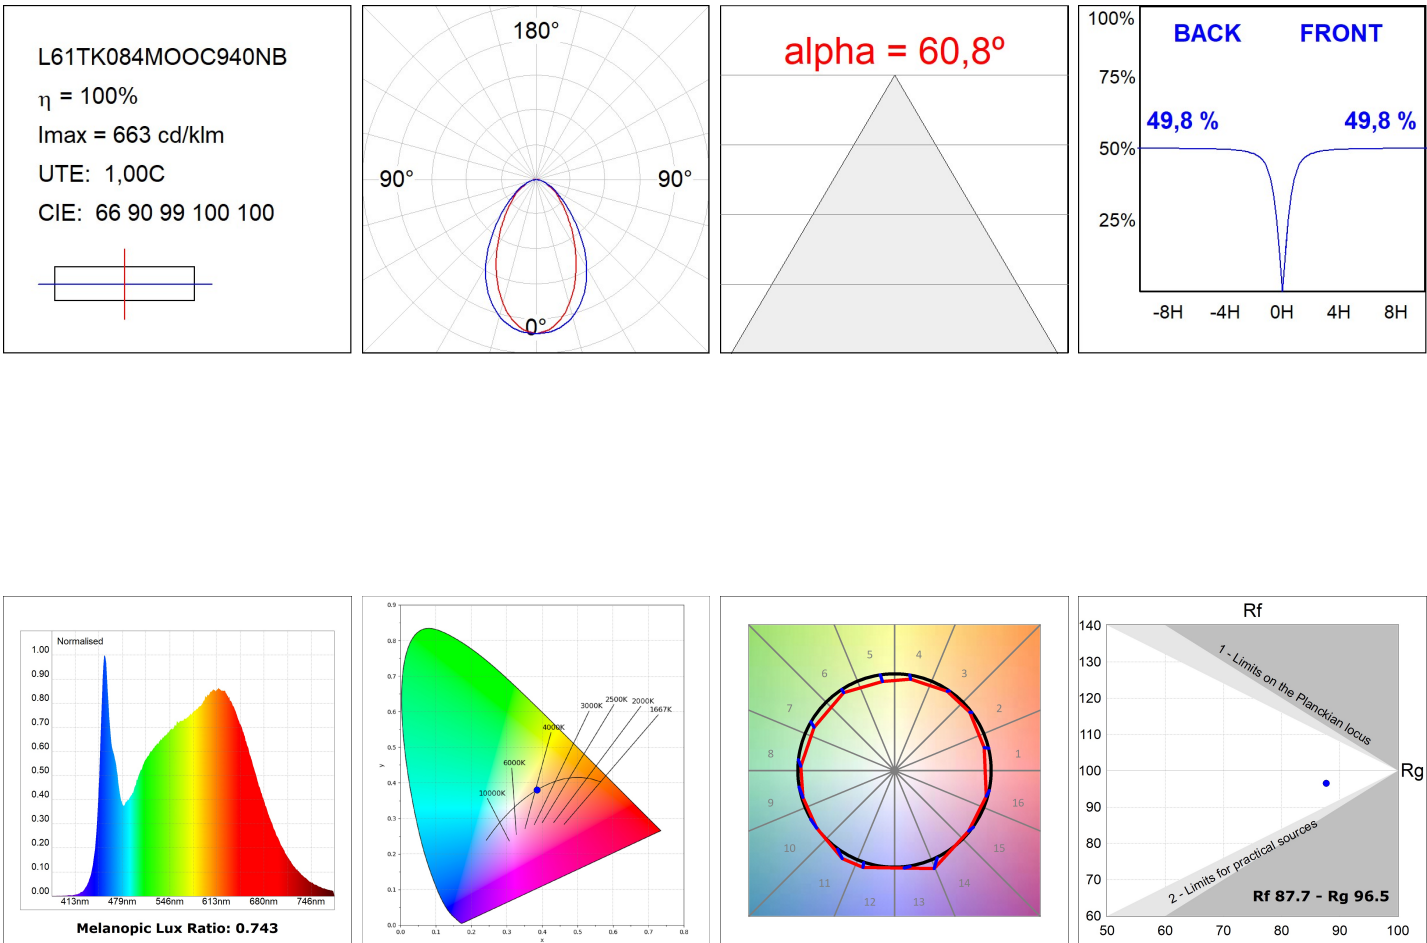 L61TK084MOOC940NB
η = 100%
Imax = 663 cd/klm
UTE: 1,00C
CIE: 66 90 99 100 100
180°
90° 90°
0°
alpha = 60,8º
100%
BACK FRONT
75%
49,8 % 49,8 %
50%
25%
-8H -4H 0H 4H 8H
Normalised
1.00
0.90
0.80
0.70
0.60
0.50
0.40
0.30
0.20
0.10
0.00
413nm 479nm 546nm 613nm 680nm 746nm
Melanopic Lux Ratio: 0.743
0.9
0.8
0.7
0.6
0.5
0.4
0.3
0.2
0.1
0.0
y
0.0 0.1 0.2 0.3 0.4 0.5 0.6 0.7 0.8
x
10000K
6000K
4000K
3000K
2500K
2000K
1667K
1
2
3
4
5
6
7
8
9
10
11
12
13
14
15
16
Rf
140
130
120
110
100
90
80
70
60
Rg
1 - Limits on the Planckian locus
2 - Limits for practical sources
Rf 87.7 - Rg 96.5
50 60 70 80 90 100